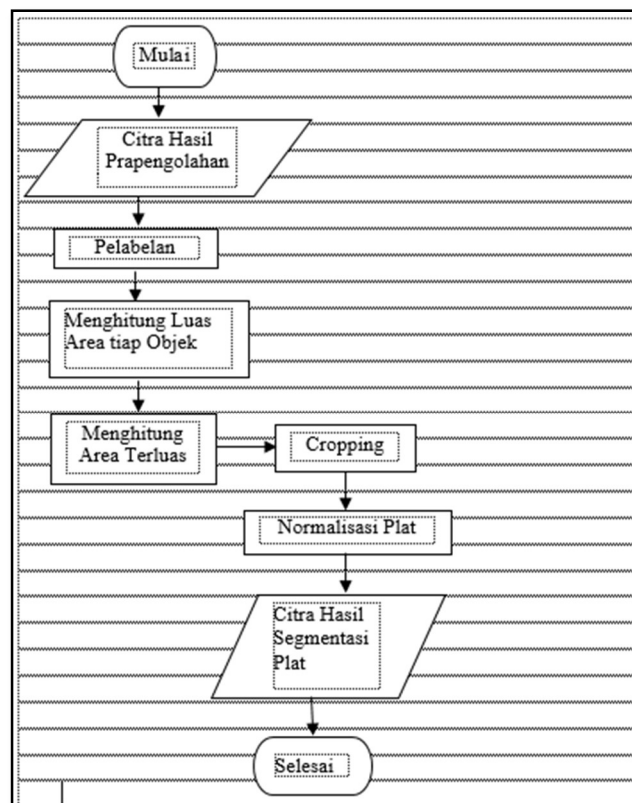 Mulai
Citra Hasil
Prapengolahan
Pelabelan
Menghitung Luas
Area tiap Objek
Menghitung
Area Terluas
Cropping
Normalisasi Plat
Citra Hasil
Segmentasi
Plat
Selesai